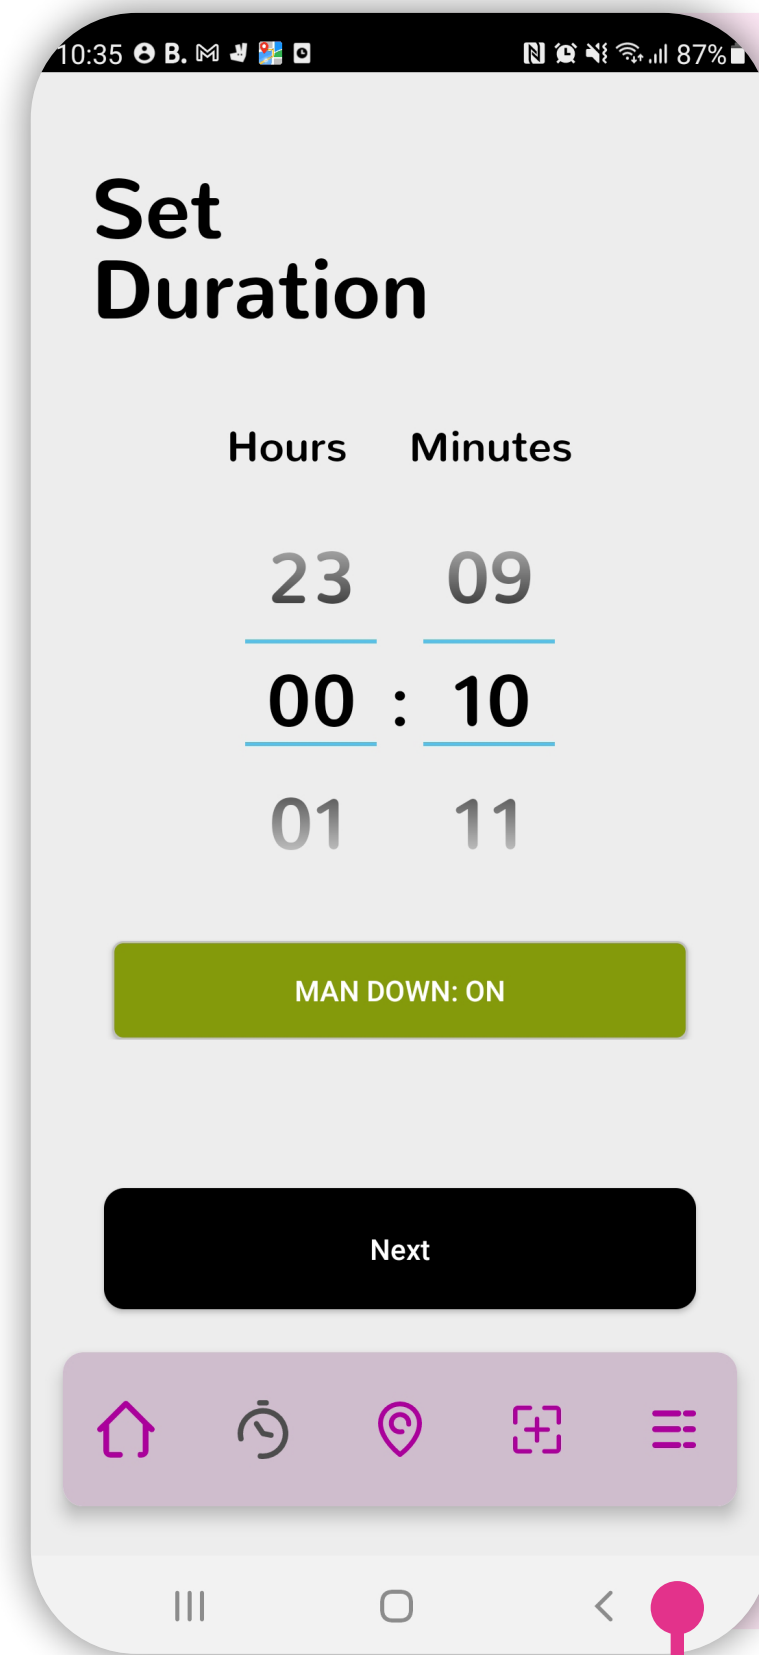 10:35 B. 87%
Set
Duration
Hours Minutes
23 09
00 : 10
01 11
MAN DOWN: ON
Next